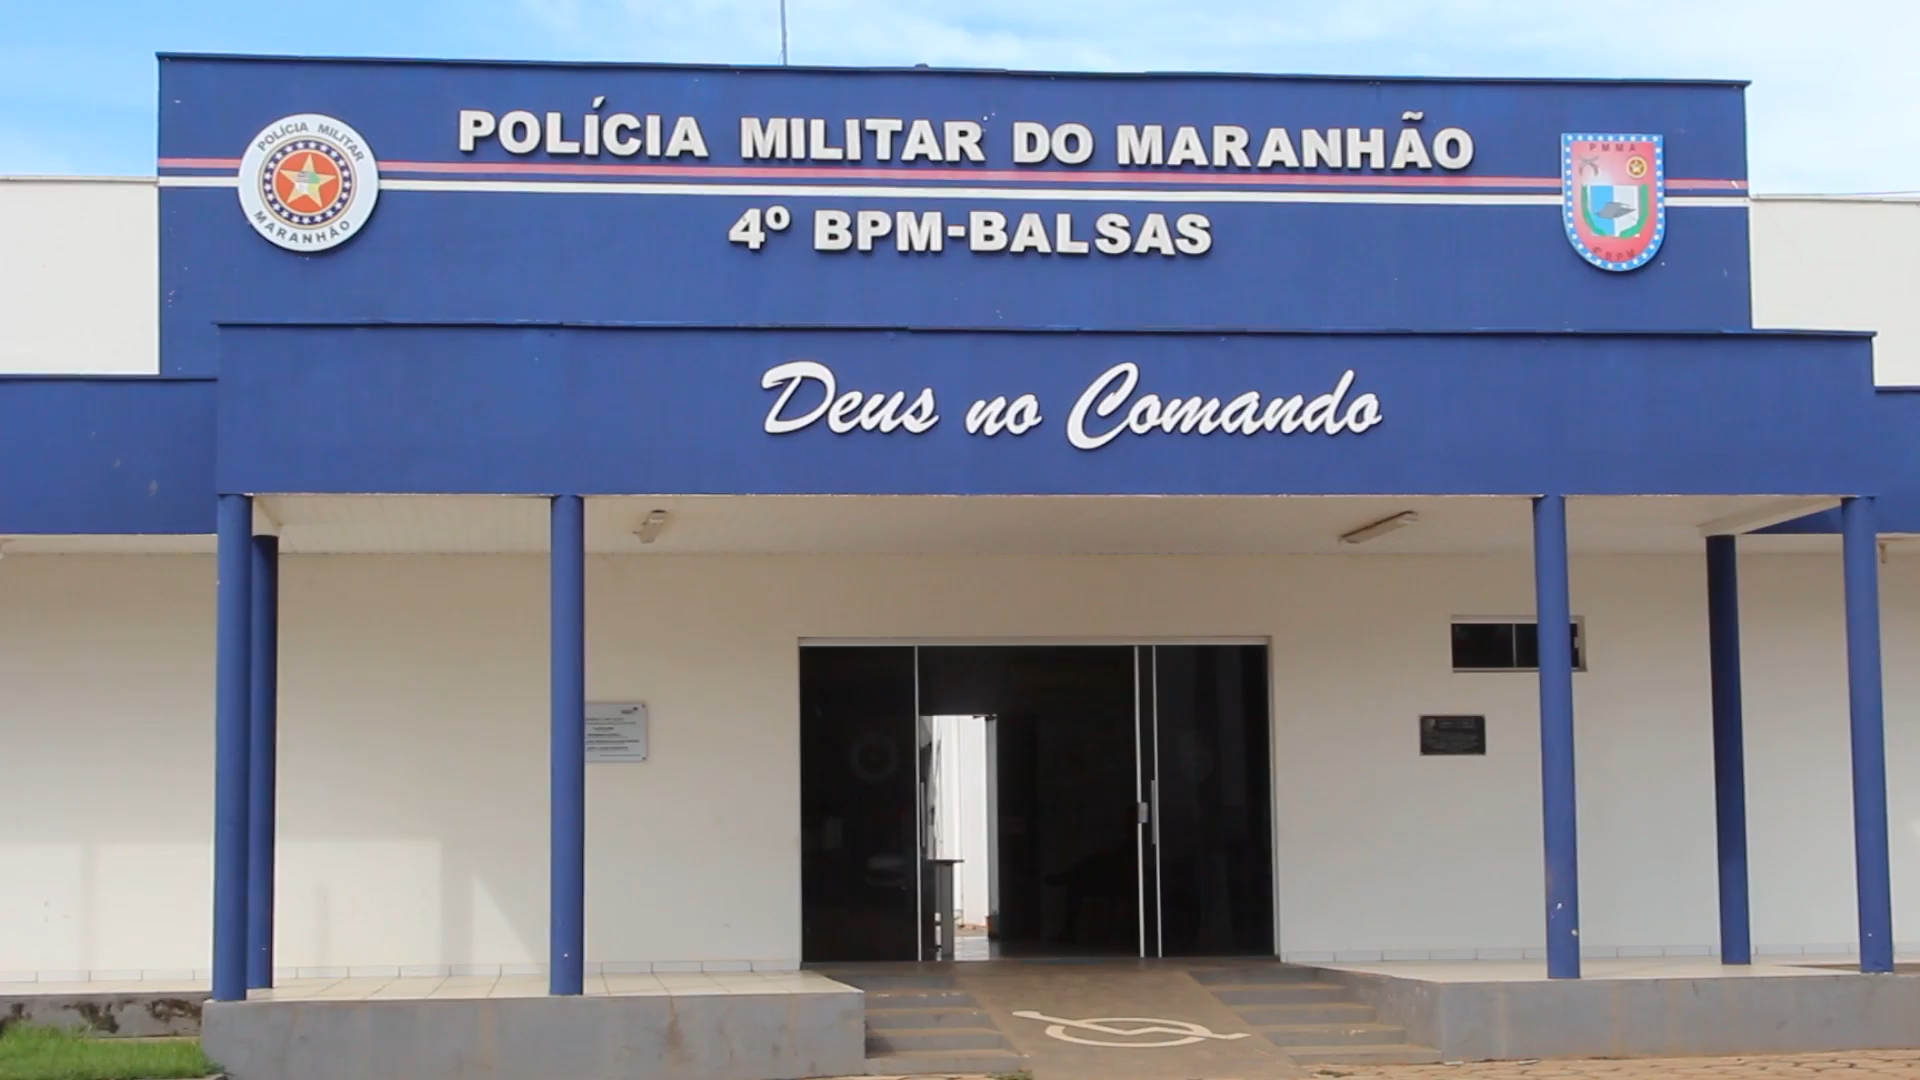 POLÍCIA MILITAR DO MARANHÃO
POLÍCIA MILITAR
MARANHÃO
PMMA
4º BPM-BALSAS
Deus no Comando